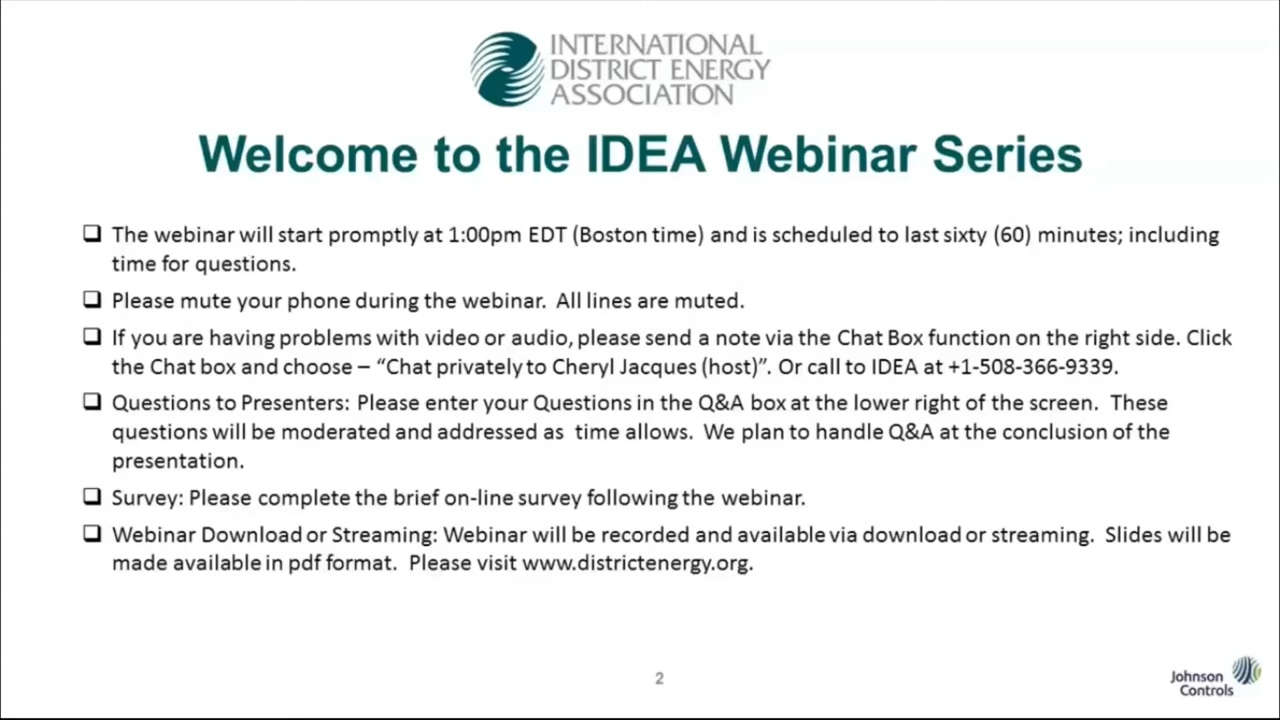 INTERNATIONAL
DISTRICT ENERGY
ASSOCIATION
Welcome to the IDEA Webinar Series
The webinar will start promptly at 1:00pm EDT (Boston time) and is scheduled to last sixty (60) minutes; including
time for questions.
Please mute your phone during the webinar.  All lines are muted.
If you are having problems with video or audio, please send a note via the Chat Box function on the right side. Click
the Chat box and choose – “Chat privately to Cheryl Jacques (host)”. Or call to IDEA at +1-508-366-9339.
Questions to Presenters: Please enter your Questions in the Q&A box at the lower right of the screen.  These
questions will be moderated and addressed as  time allows.  We plan to handle Q&A at the conclusion of the
presentation.
Survey: Please complete the brief on-line survey following the webinar.
Webinar Download or Streaming: Webinar will be recorded and available via download or streaming.  Slides will be
made available in pdf format.  Please visit www.districtenergy.org.
2
Johnson
Controls